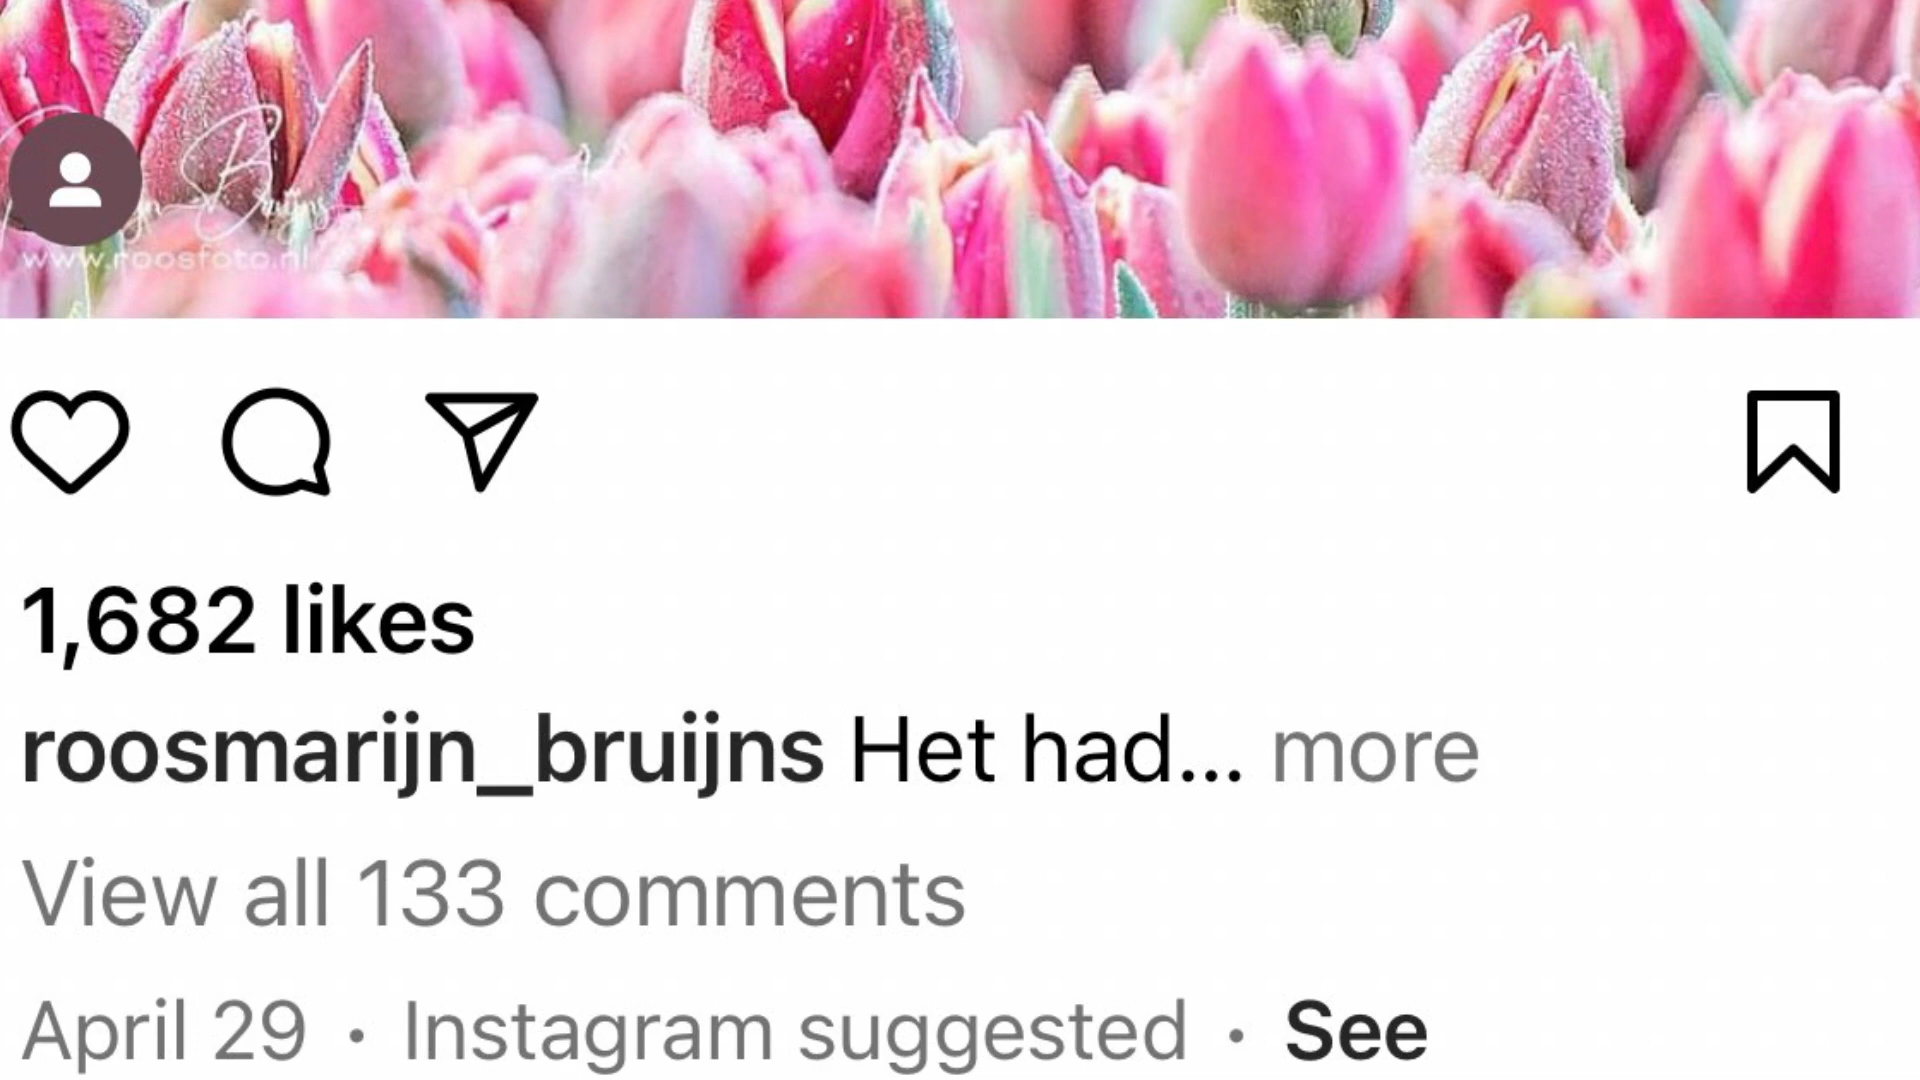 Bruijns
www.roosfoto.nl
1,682 likes
roosmarijn_bruijns Het had... more
View all 133 comments
April 29 · Instagram suggested · See